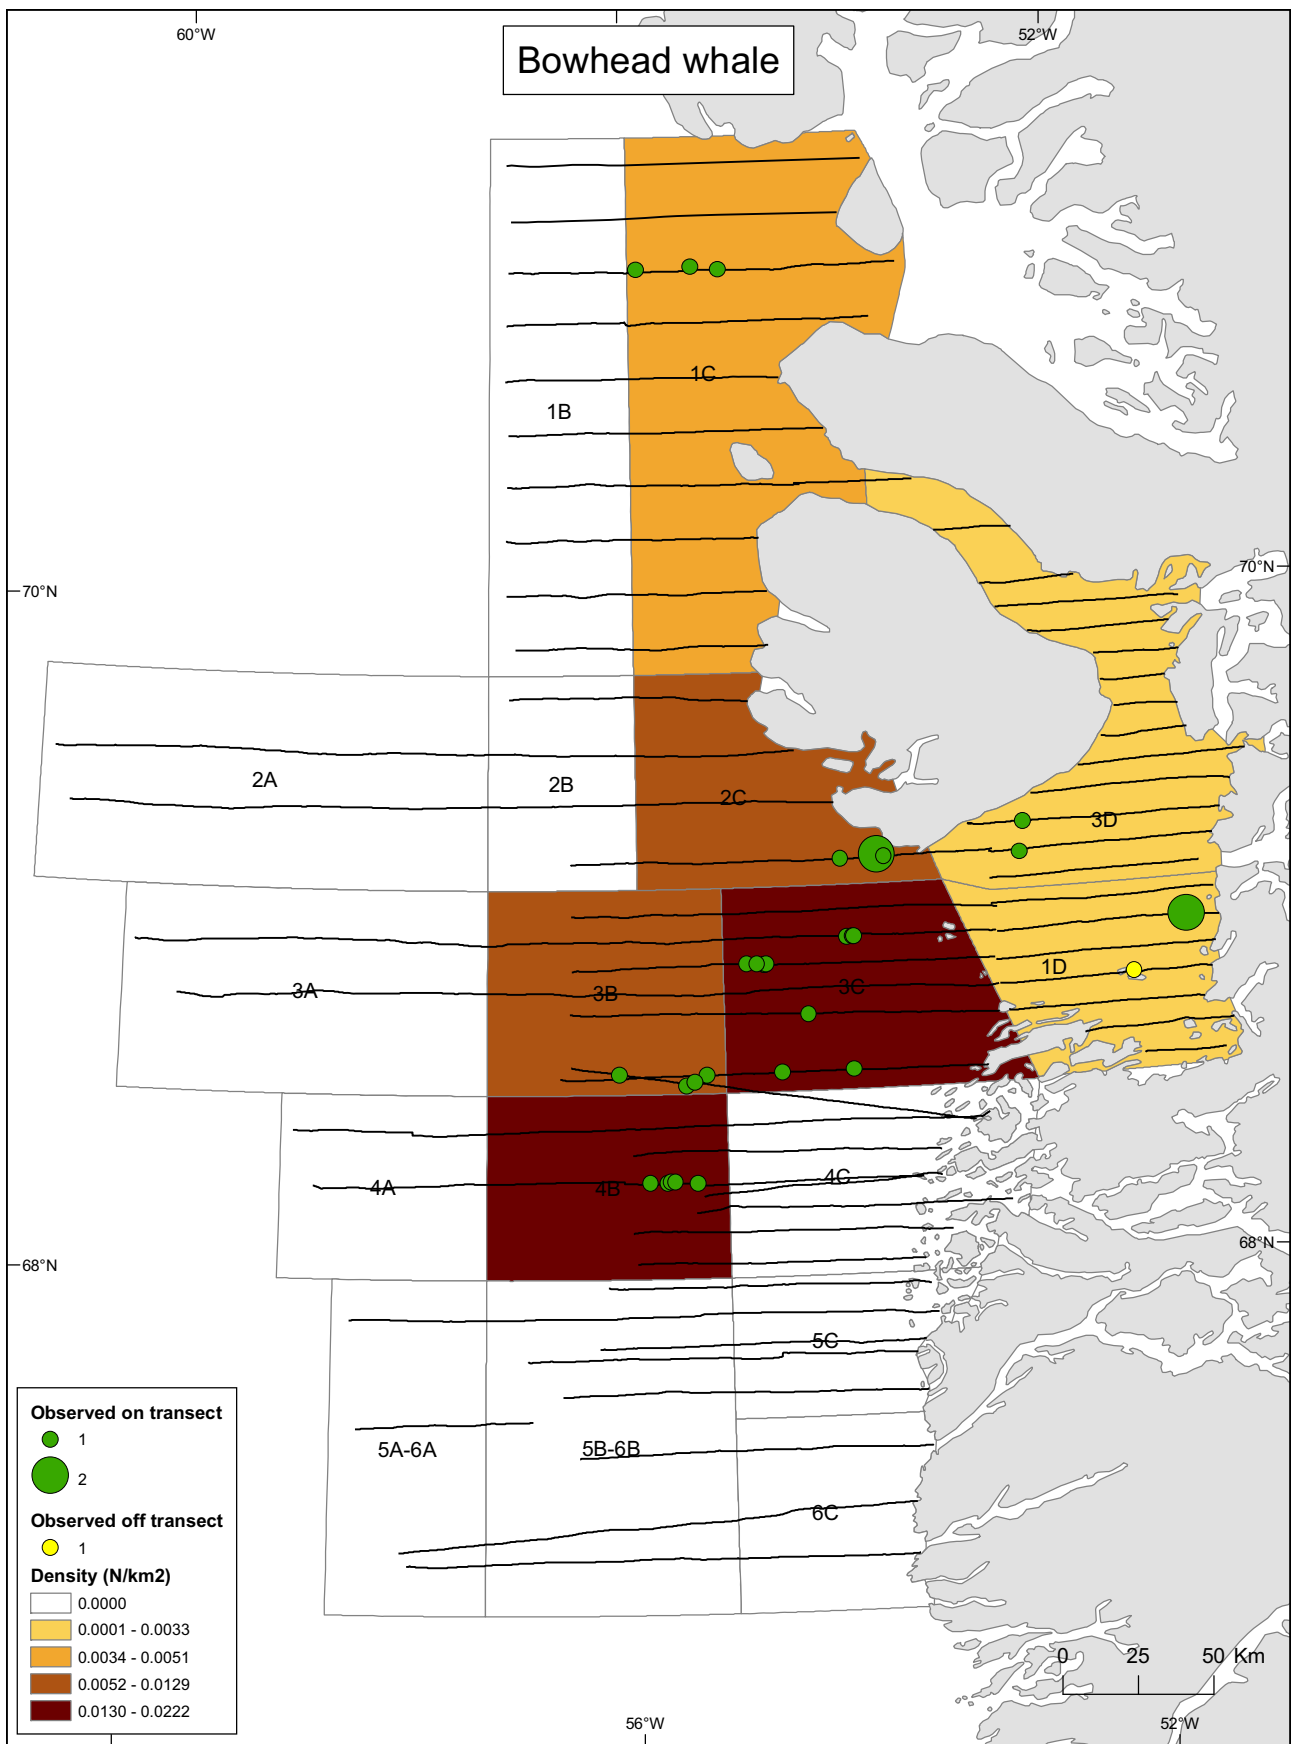 60°W
52°W
Bowhead whale
1C
1B
70°N
70°N
2A
2B
2C
3D
1D
3A
3B
3C
4A
4B
4C
68°N
68°N
5C
5A-6A
5B-6B
6C
Observed on transect
1
2
Observed off transect
1
Density (N/km2)
0.0000
0.0001 - 0.0033
0.0034 - 0.0051
0.0052 - 0.0129
0.0130 - 0.0222
0 25 50 Km
56°W
52°W